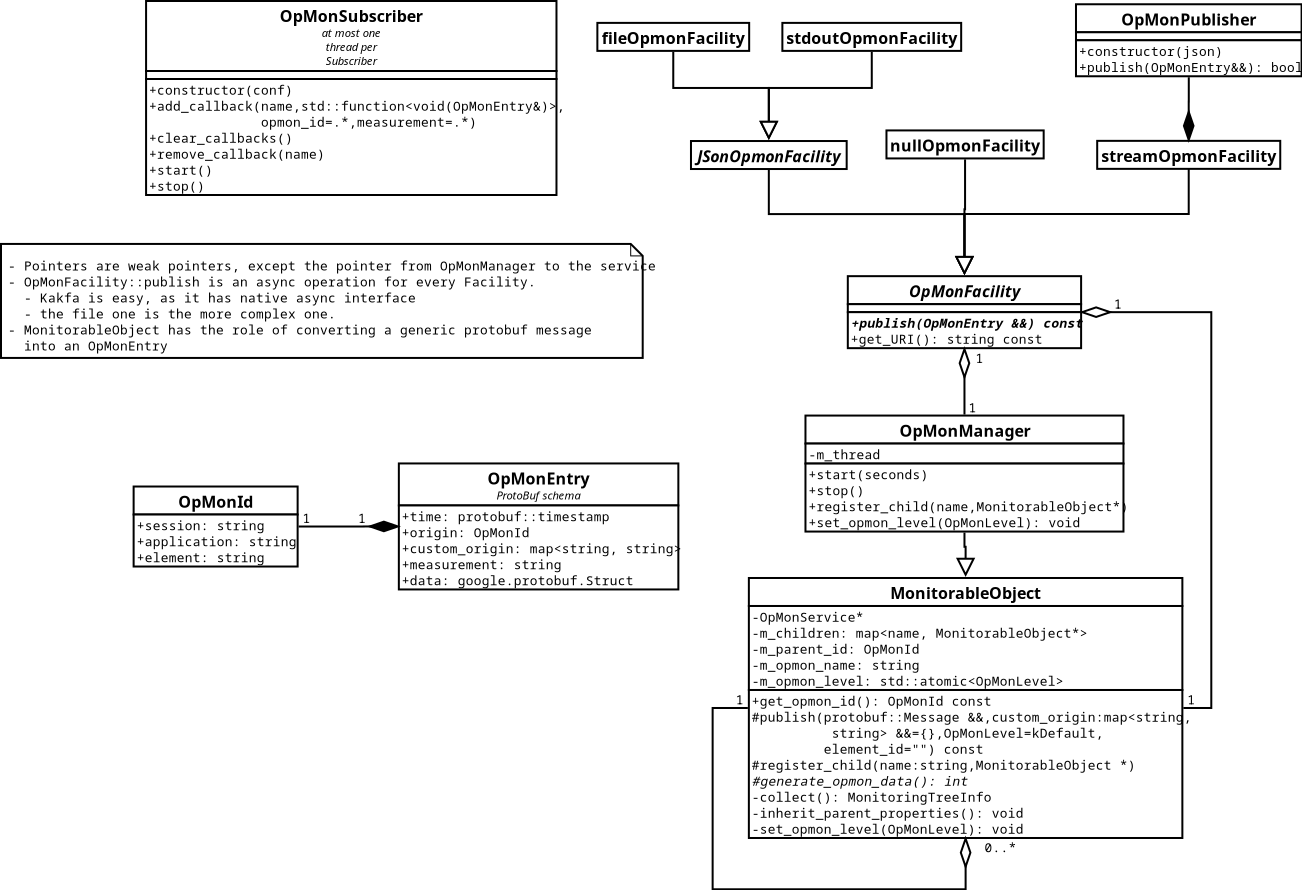 OpMonSubscriber
at most one
thread per
Subscriber
+constructor(conf)
+add_callback(name,std::function<void(OpMonEntry&)>,
opmon_id=.*,measurement=.*)
+clear_callbacks()
+remove_callback(name)
+start()
+stop()
fileOpmonFacility
stdoutOpmonFacility
OpMonPublisher
+constructor(json)
+publish(OpMonEntry&&): bool
JSonOpmonFacility
nullOpmonFacility
streamOpmonFacility
- Pointers are weak pointers, except the pointer from OpMonManager to the service
- OpMonFacility::publish is an async operation for every Facility.
- Kakfa is easy, as it has native async interface
- the file one is the more complex one.
- MonitorableObject has the role of converting a generic protobuf message
into an OpMonEntry
OpMonFacility
+publish(OpMonEntry &&) const
+get_URI(): string const
1
1
1
OpMonManager
-m_thread
+start(seconds)
+stop()
+register_child(name,MonitorableObject*)
+set_opmon_level(OpMonLevel): void
OpMonId
+session: string
+application: string
+element: string
1
1
OpMonEntry
ProtoBuf schema
+time: protobuf::timestamp
+origin: OpMonId
+custom_origin: map<string, string>
+measurement: string
+data: google.protobuf.Struct
MonitorableObject
-OpMonService*
-m_children: map<name, MonitorableObject*>
-m_parent_id: OpMonId
-m_opmon_name: string
-m_opmon_level: std::atomic<OpMonLevel>
+get_opmon_id(): OpMonId const
#publish(protobuf::Message &&,custom_origin:map<string,
string> &&={},OpMonLevel=kDefault,
element_id="") const
#register_child(name:string,MonitorableObject *)
#generate_opmon_data(): int
-collect(): MonitoringTreeInfo
-inherit_parent_properties(): void
-set_opmon_level(OpMonLevel): void
1
1
0..*